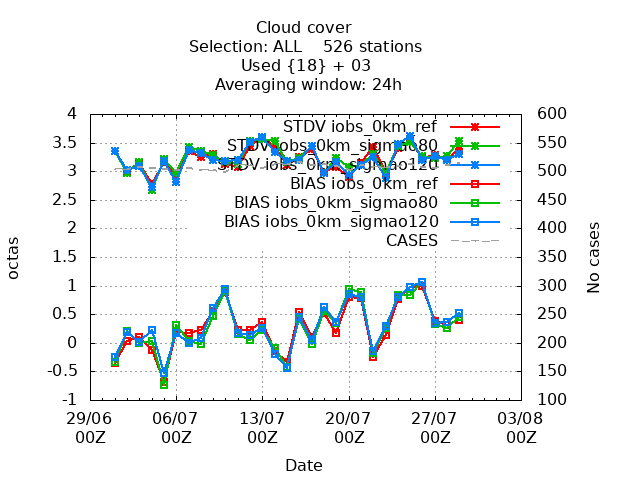 Cloud cover
Selection: ALL 526 stations
Used {18} + 03
Averaging window: 24h
4
3.5
3
2.5
2
1.5
1
0.5
0
-0.5
-1
octas
600
550
500
450
400
350
300
250
200
150
100
No cases
STDV iobs_0km_ref
STDV iobs_0km_sigmao80
STDV iobs_0km_sigmao120
BIAS iobs_0km_ref
BIAS iobs_0km_sigmao80
BIAS iobs_0km_sigmao120
CASES
29/06 06/07 13/07 20/07 27/07 03/08
00Z 00Z 00Z 00Z 00Z 00Z
Date